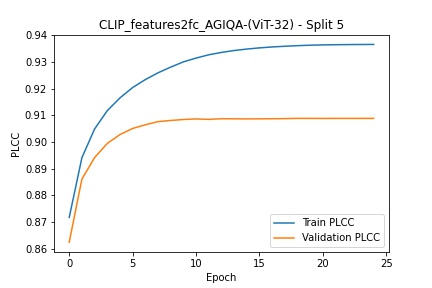 CLIP_features2fc_AGIQA-(ViT-32) - Split 5
0.94
0.93
0.92
0.91
0.90
0.89
0.88
0.87
0.86
PLCC
Train PLCC
Validation PLCC
0 5 10 15 20 25
Epoch